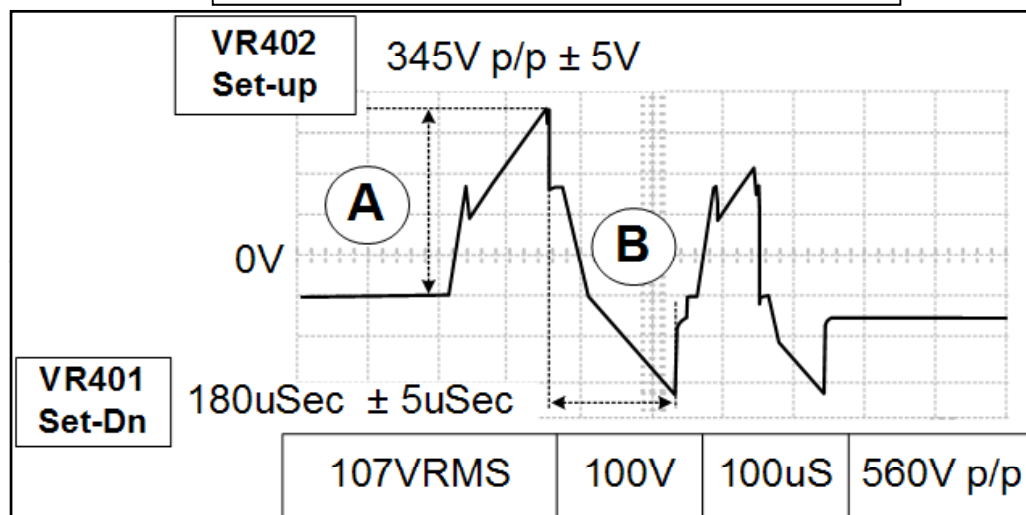 VR402
Set-up
345V p/p ± 5V
A
B
0V
VR401
Set-Dn
180uSec ± 5uSec
107VRMS 100V 100uS 560V p/p